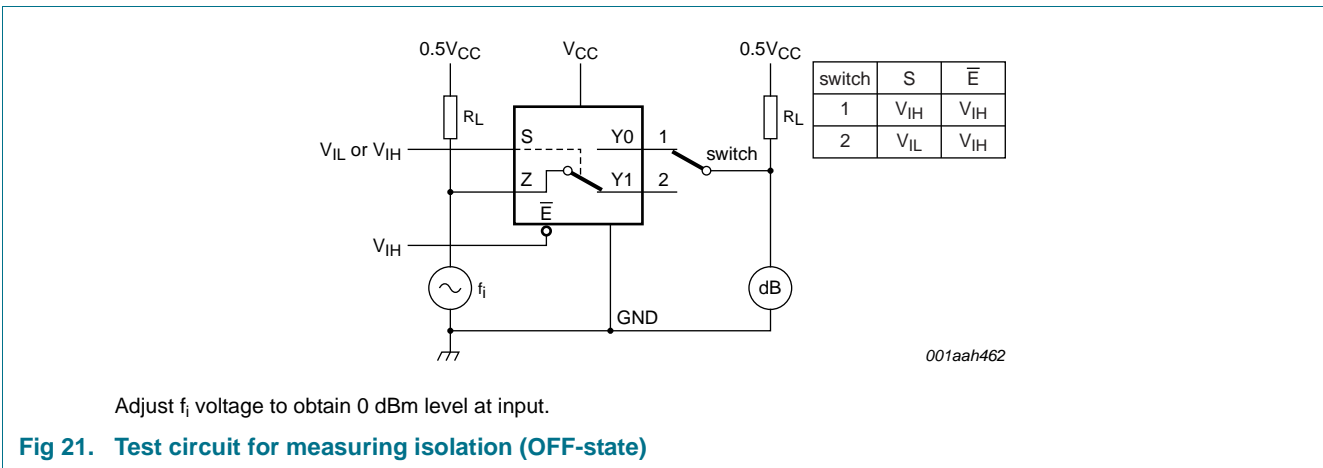 0.5VCC VCC 0.5VCC
switch S E̅
1 VIH VIH
2 VIL VIH
RL RL
VIL or VIH S Y0 1 switch
Z Y1 2
E̅
VIH
fi dB
GND
001aah462
Adjust fi voltage to obtain 0 dBm level at input.
Fig 21. Test circuit for measuring isolation (OFF-state)